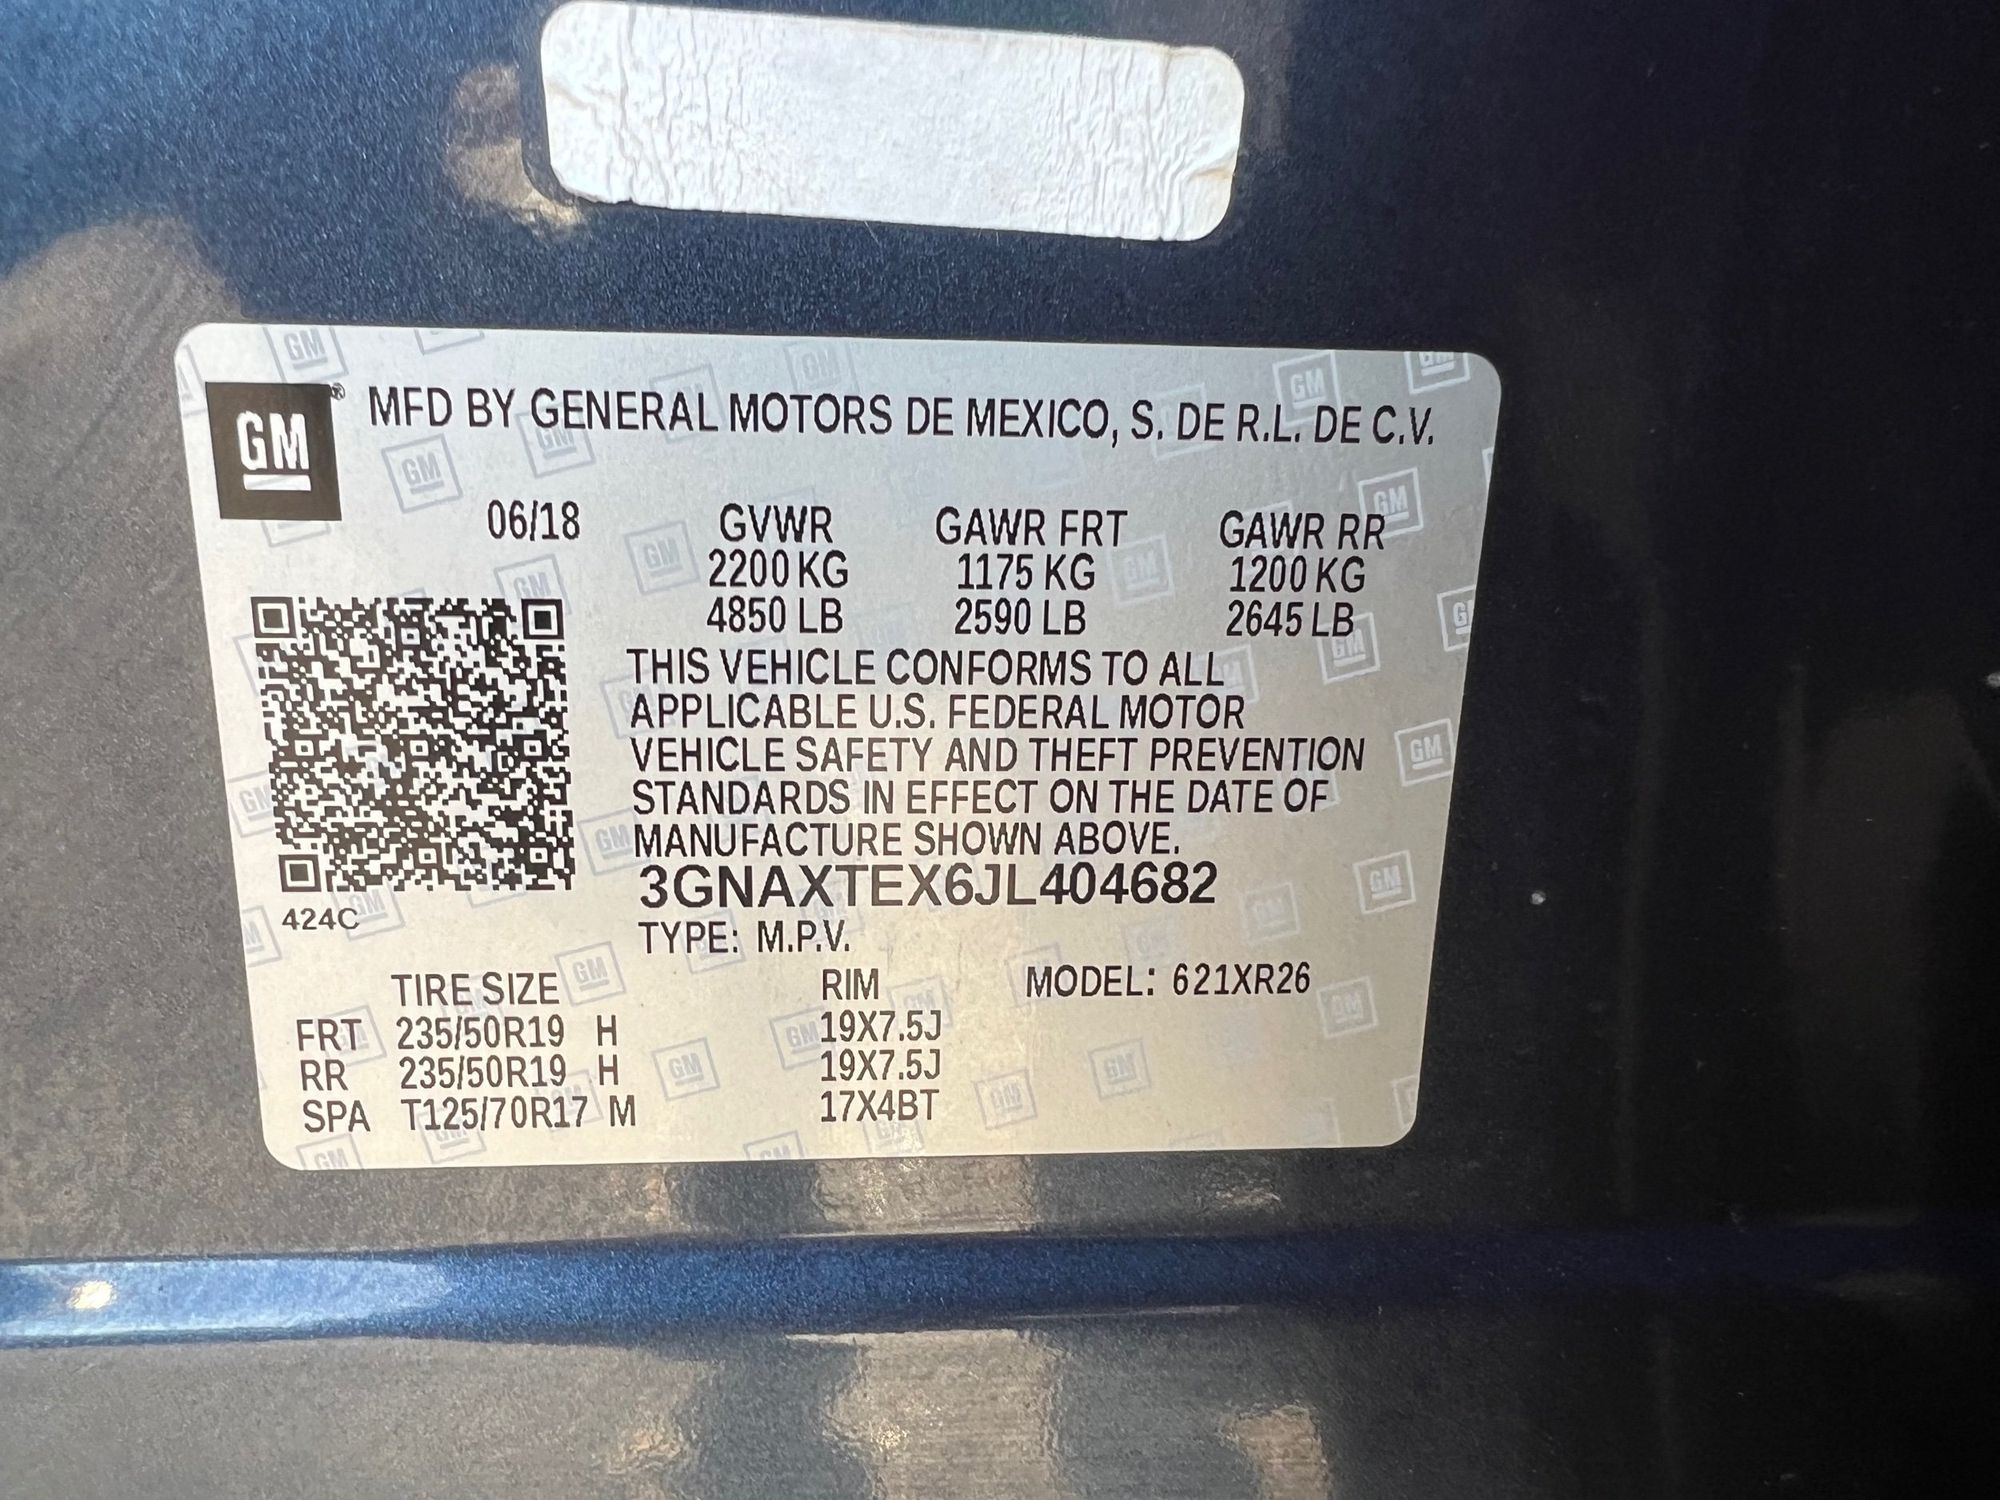 GM® MFD BY GENERAL MOTORS DE MEXICO, S. DE R.L. DE C.V.
06/18 GVWR GAWR FRT GAWR RR
2200 KG 1175 KG 1200 KG
4850 LB 2590 LB 2645 LB
THIS VEHICLE CONFORMS TO ALL
APPLICABLE U.S. FEDERAL MOTOR
VEHICLE SAFETY AND THEFT PREVENTION
STANDARDS IN EFFECT ON THE DATE OF
MANUFACTURE SHOWN ABOVE.
3GNAXTEX6JL404682
424C
TYPE: M.P.V.
TIRE SIZE RIM MODEL: 621XR26
FRT 235/50R19 H 19X7.5J
RR 235/50R19 H 19X7.5J
SPA T125/70R17 M 17X4BT